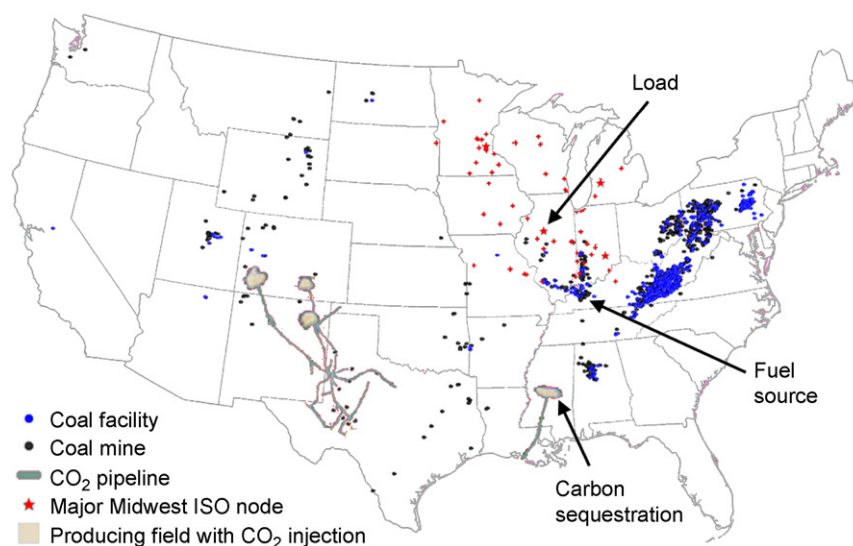 Load
Fuel
source
Carbon
sequestration
Coal facility
Coal mine
CO₂ pipeline
Major Midwest ISO node
Producing field with CO₂ injection